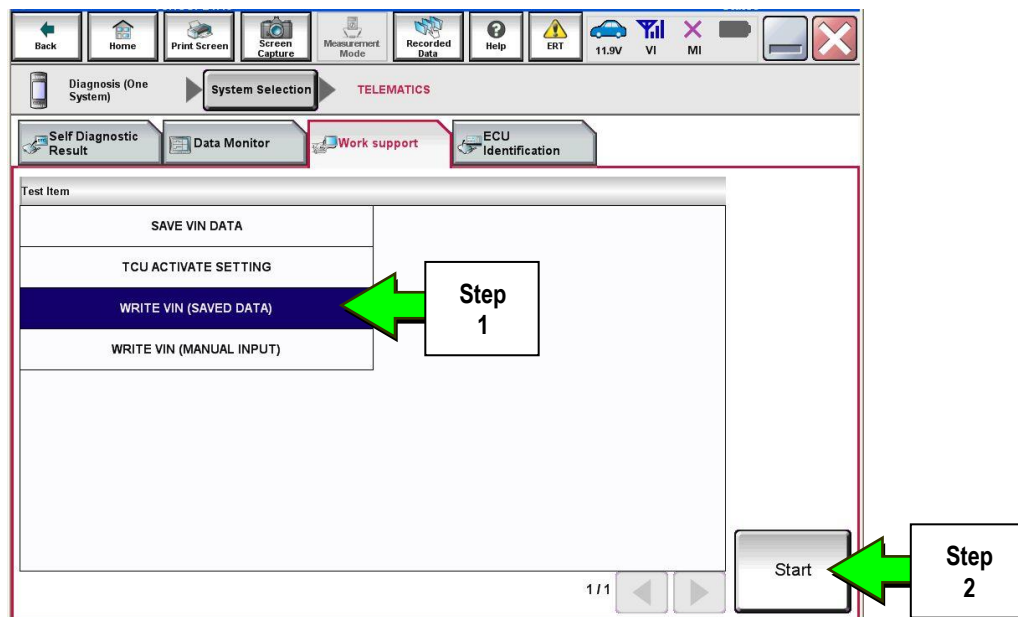 Back
Home
Print Screen
Screen
Capture
Measurement
Mode
Recorded
Data
Help
ERT
11.9V
VI
MI
Diagnosis (One
System)
System Selection
TELEMATICS
Self Diagnostic
Result
Data Monitor
Work support
ECU
Identification
Test Item
SAVE VIN DATA
TCU ACTIVATE SETTING
WRITE VIN (SAVED DATA)
WRITE VIN (MANUAL INPUT)
Step
1
Start
Step
2
1/1